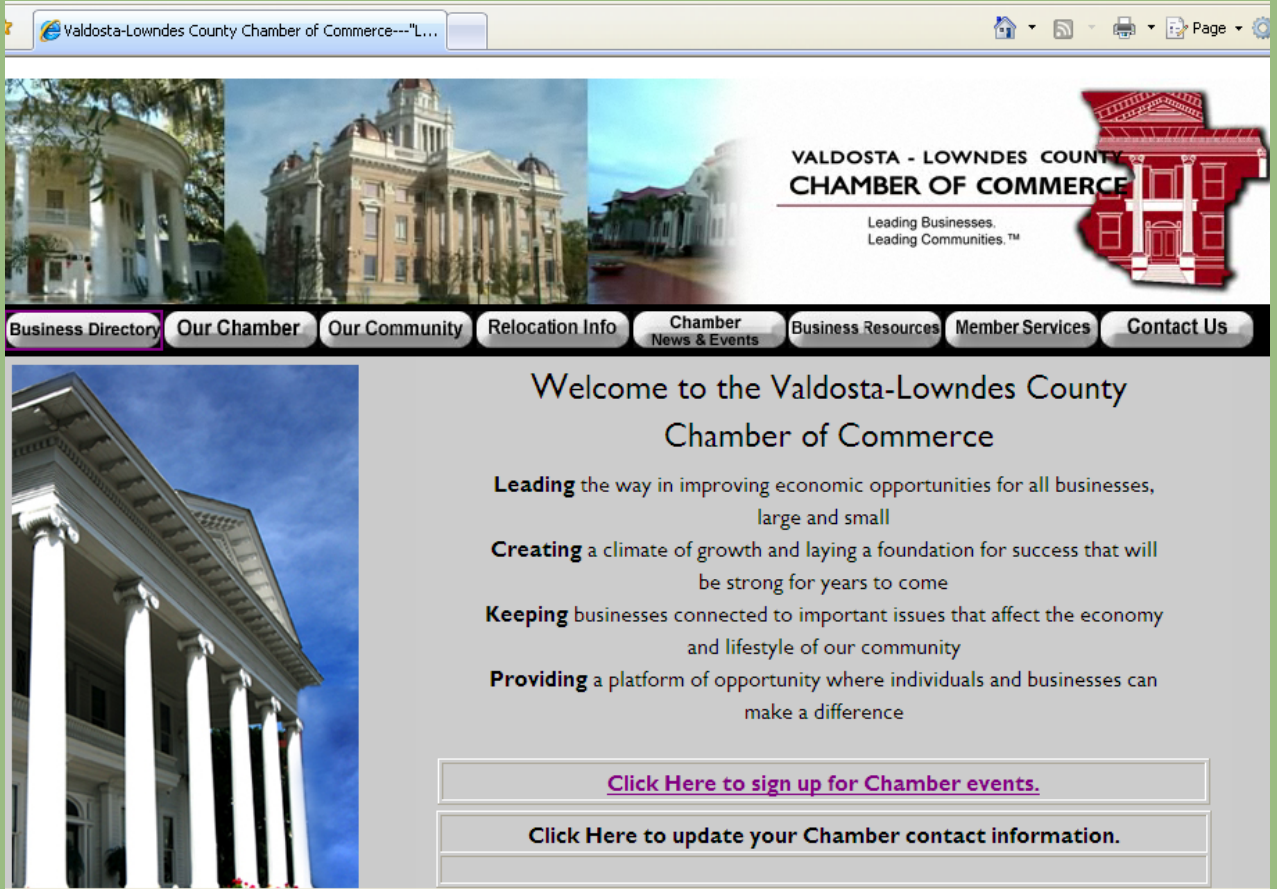 Valdosta-Lowndes County Chamber of Commerce---"L...
Page
VALDOSTA - LOWNDES COUNTY
CHAMBER OF COMMERCE
Leading Businesses.
Leading Communities.™
Business Directory Our Chamber Our Community Relocation Info Chamber News & Events Business Resources Member Services Contact Us
Welcome to the Valdosta-Lowndes County
Chamber of Commerce
Leading the way in improving economic opportunities for all businesses,
large and small
Creating a climate of growth and laying a foundation for success that will
be strong for years to come
Keeping businesses connected to important issues that affect the economy
and lifestyle of our community
Providing a platform of opportunity where individuals and businesses can
make a difference
Click Here to sign up for Chamber events.
Click Here to update your Chamber contact information.